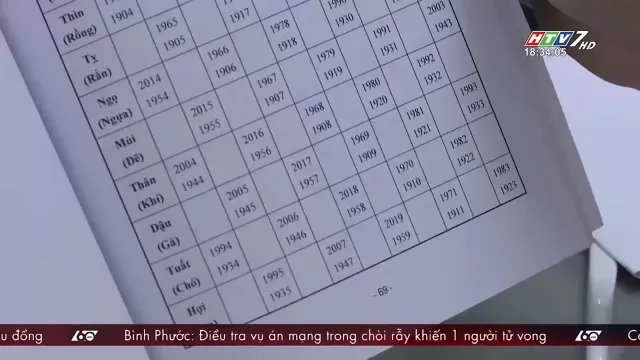 HTV7 HD
18:34:05
Thìn 1904 1917 1930 1943 2003
(Rồng)
Tỵ 1965 1978
(Rắn) 1905 1918
Ngọ 2014 1966 1979 1991
(Ngựa) 1954 1906 1919 1931
Mùi 2015 1967 1980 1992
(Dê) 1955 1907 1920 1932
Thân 2004 2016 1968 1981 1993
(Khỉ) 1944 1956 1908 1921 1933
Dậu 2005 2017 1969 1982
(Gà) 1945 1957 1909 1922
Tuất 1994 2006 2018 1970 1983
(Chó) 1934 1946 1958 1910 1923
Hợi 1995 2007 2019 1971
1935 1947 1959 1911
-69-
u đồng 60 Bình Phước: Điều tra vụ án mạng trong chòi rẫy khiến 1 người tử vong 60